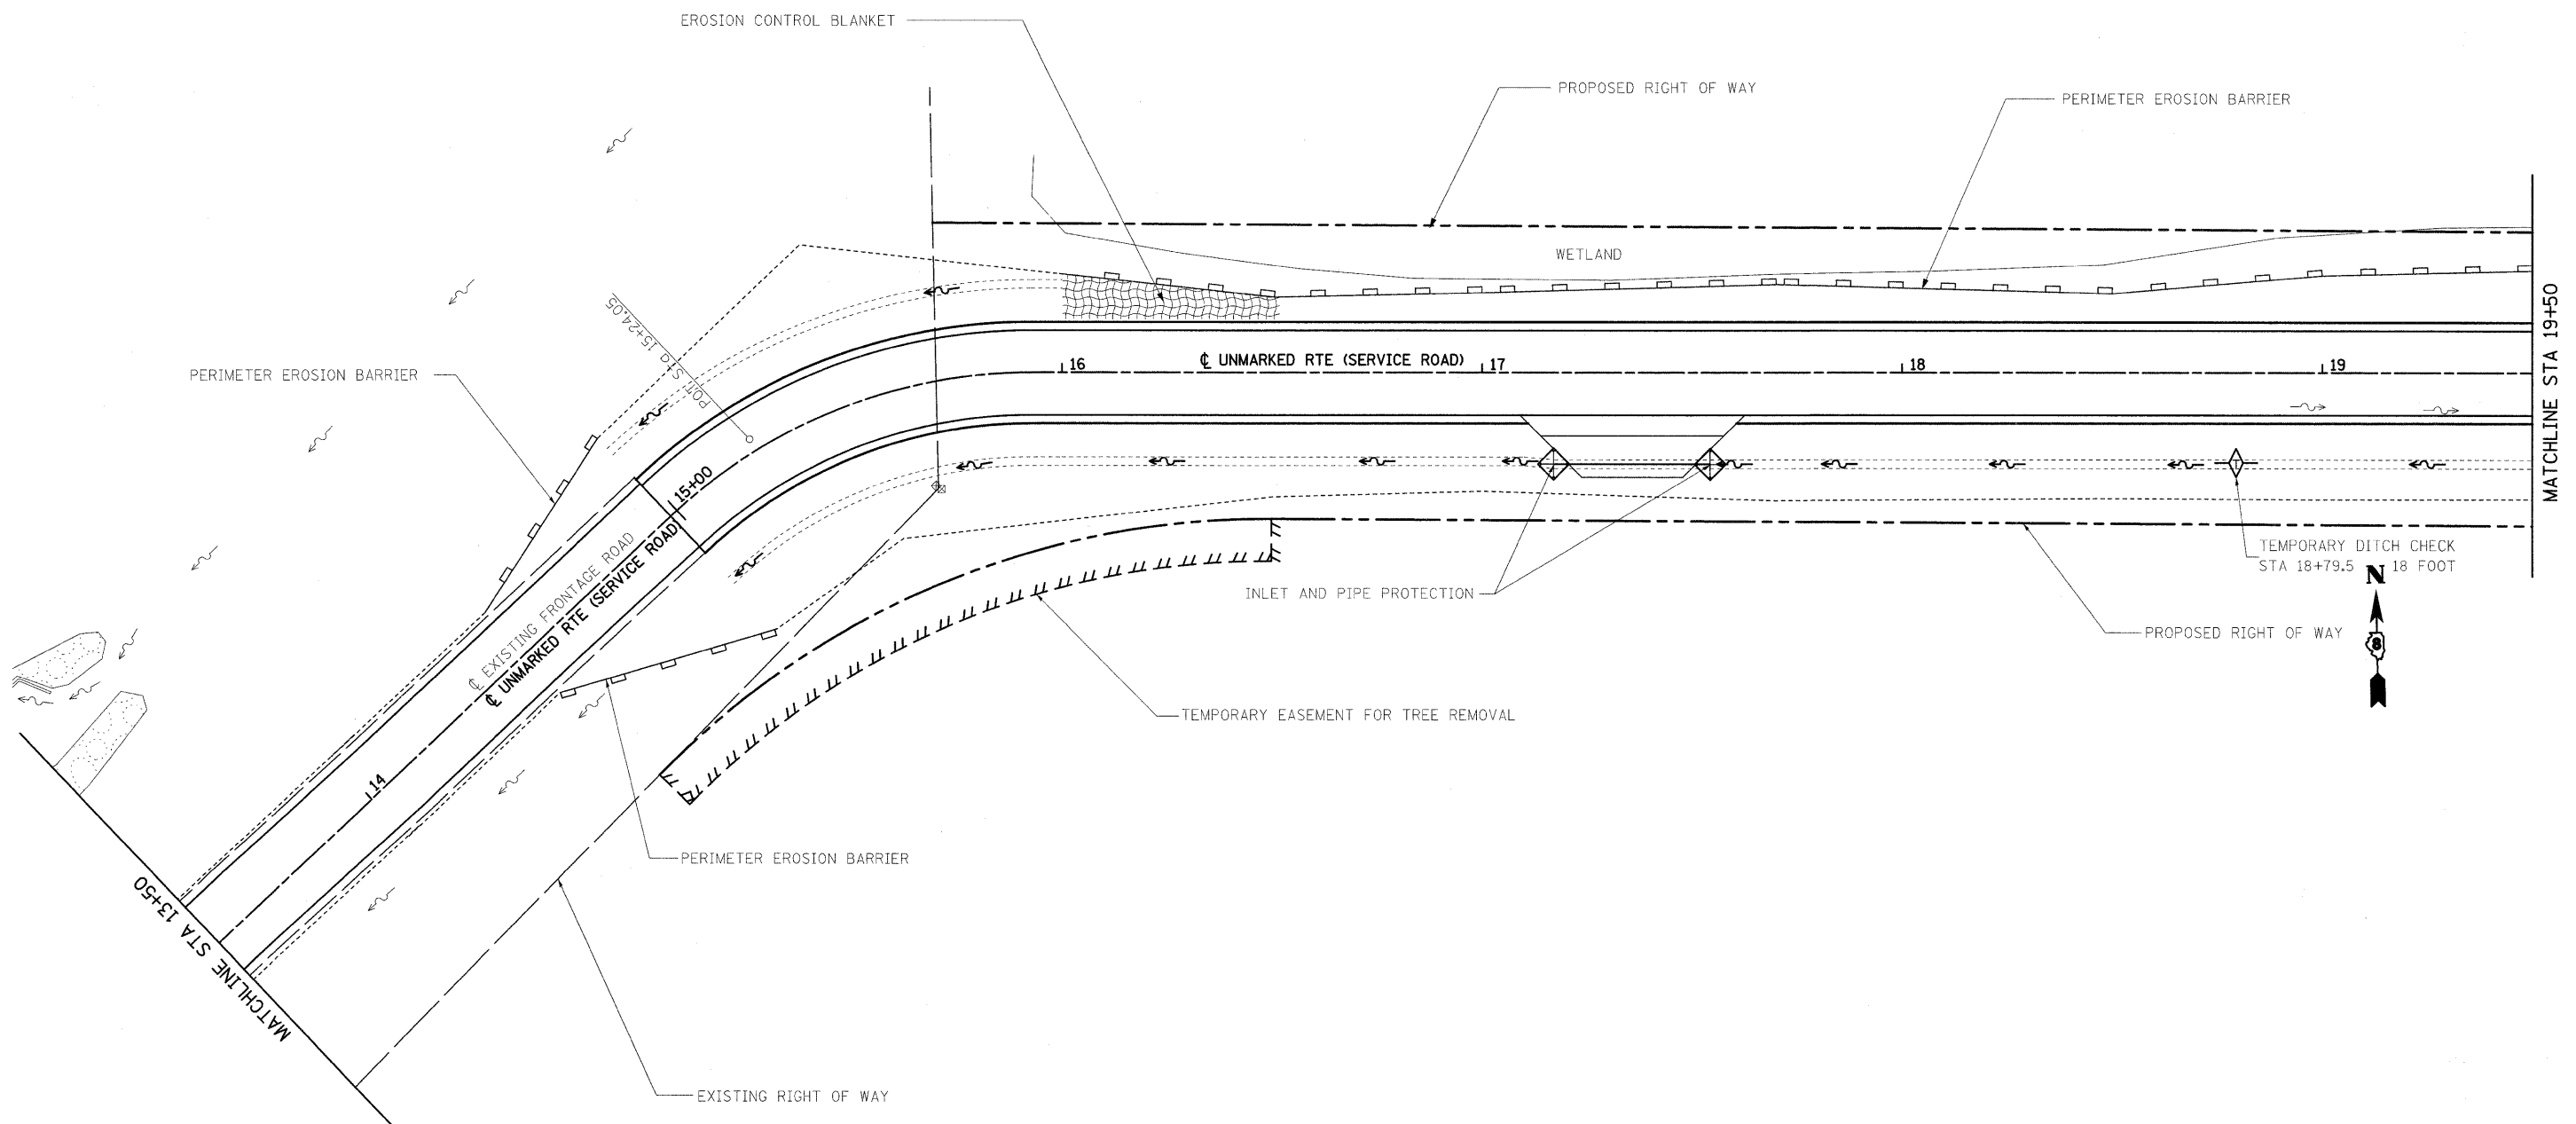 EROSION CONTROL BLANKET
PROPOSED RIGHT OF WAY
PERIMETER EROSION BARRIER
WETLAND
POT Sta 15+24.05
PERIMETER EROSION BARRIER
16
℄ UNMARKED RTE (SERVICE ROAD)
17
18
19
MATCHLINE STA 19+50
15+00
℄ EXISTING FRONTAGE ROAD
℄ UNMARKED RTE (SERVICE ROAD)
T
TEMPORARY DITCH CHECK
STA 18+79.5 18 FOOT
N
8
INLET AND PIPE PROTECTION
PROPOSED RIGHT OF WAY
TEMPORARY EASEMENT FOR TREE REMOVAL
14
PERIMETER EROSION BARRIER
MATCHLINE STA 13+50
EXISTING RIGHT OF WAY